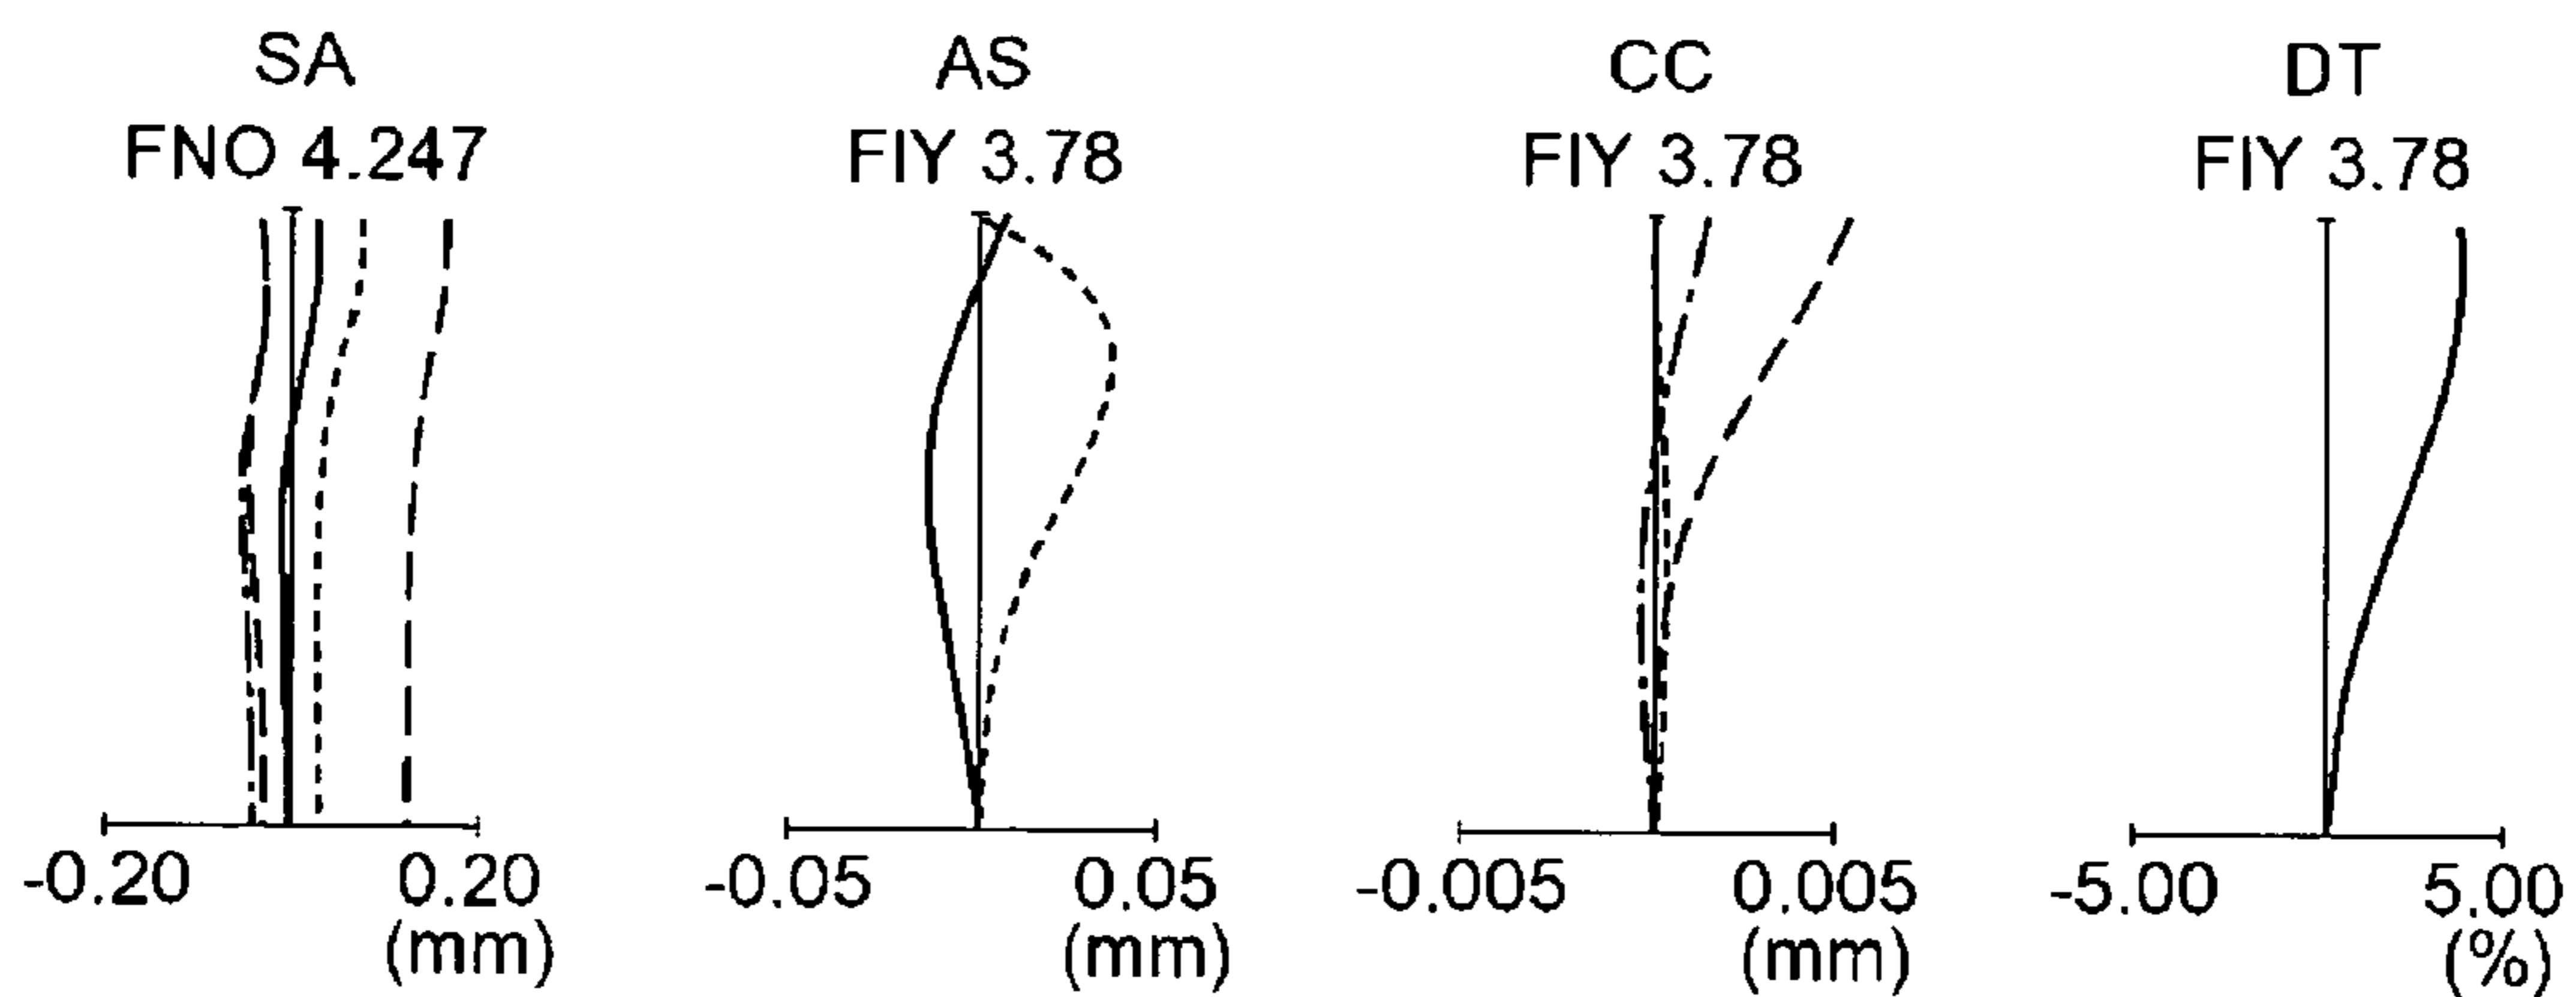 SA
FNO 4.247
-0.20 0.20
(mm)
AS
FIY 3.78
-0.05 0.05
(mm)
CC
FIY 3.78
-0.005 0.005
(mm)
DT
FIY 3.78
-5.00 5.00
(%)